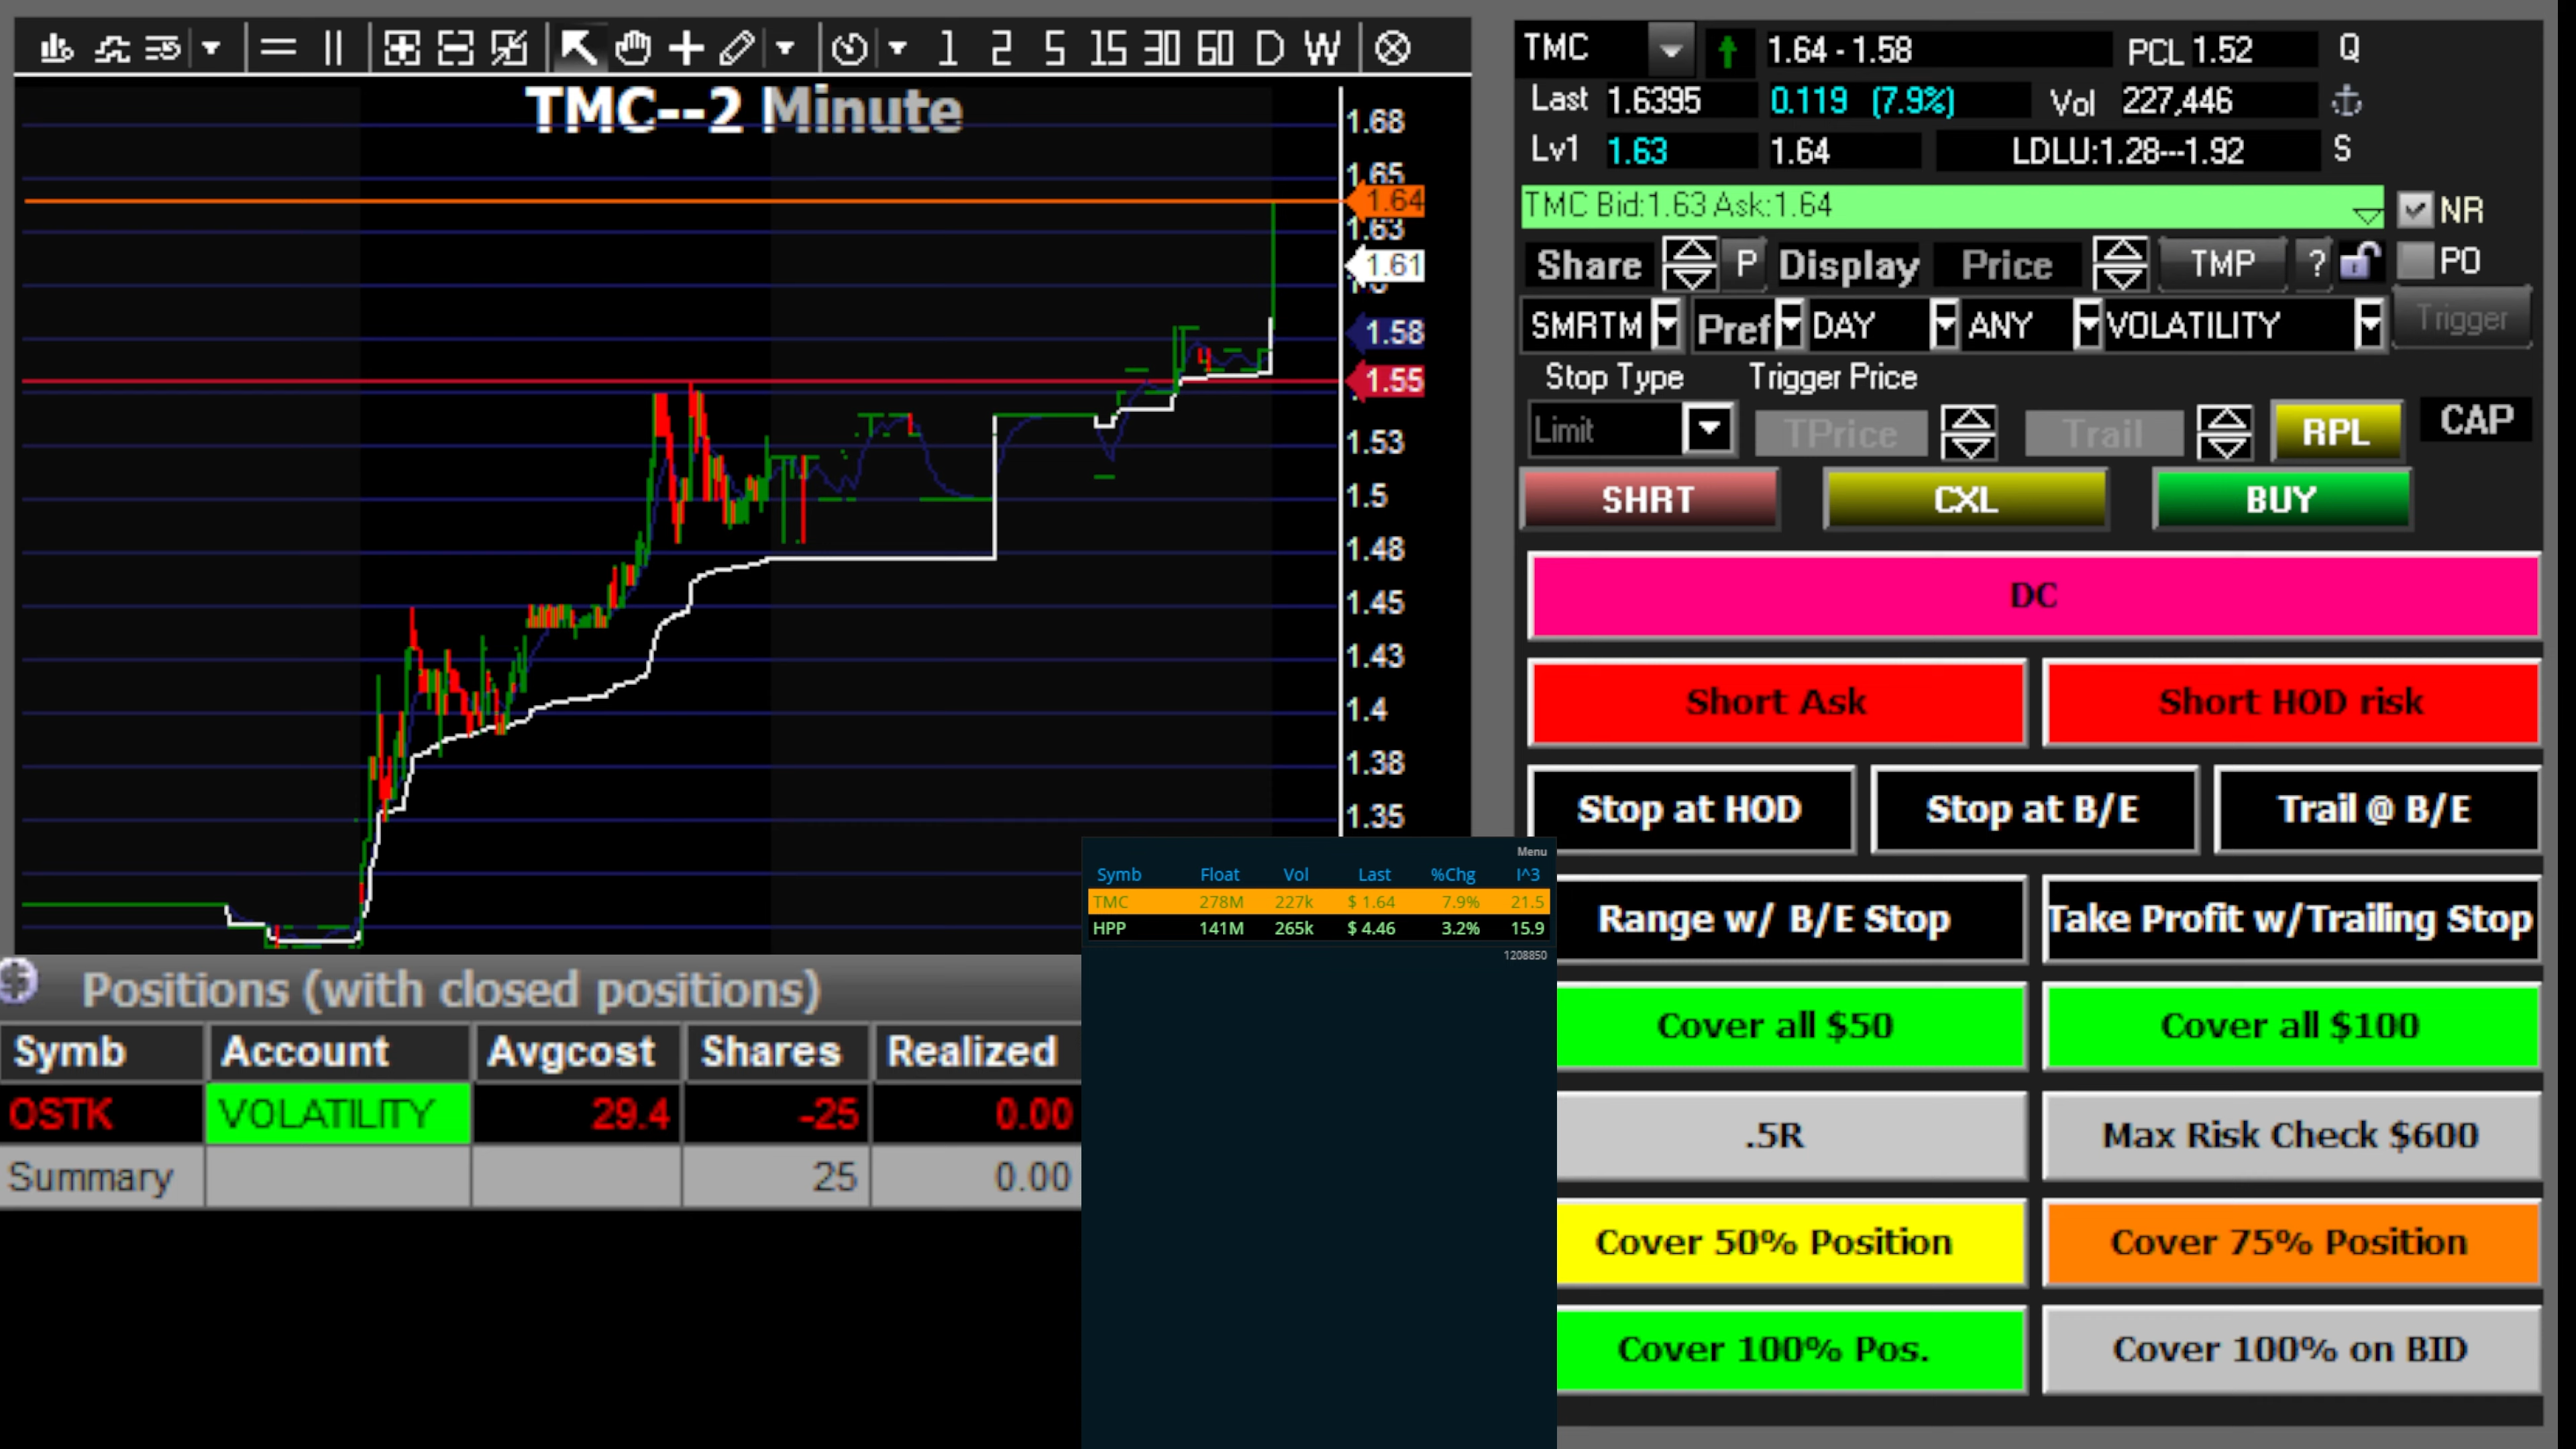 1 2 5 15 30 60 D W
TMC--2 Minute
1.68
1.65
1.64
1.63
1.61
1.58
1.55
1.53
1.5
1.48
1.45
1.43
1.4
1.38
1.35
TMC 1.64 - 1.58 PCL 1.52 Q
Last 1.6395 0.119 (7.9%) Vol 227,446
Lv1 1.63 1.64 LDLU:1.28---1.92 S
TMC Bid:1.63 Ask:1.64 NR
Share P Display Price TMP ? PO
SMRTM Pref DAY ANY VOLATILITY Trigger
Stop Type Trigger Price
Limit TPrice Trail RPL CAP
SHRT CXL BUY
DC
Short Ask Short HOD risk
Stop at HOD Stop at B/E Trail @ B/E
Range w/ B/E Stop Take Profit w/Trailing Stop
Cover all $50 Cover all $100
.5R Max Risk Check $600
Cover 50% Position Cover 75% Position
Cover 100% Pos. Cover 100% on BID
Menu
Symb Float Vol Last %Chg I^3
TMC 278M 227k $ 1.64 7.9% 21.5
HPP 141M 265k $ 4.46 3.2% 15.9
1208850
Positions (with closed positions)
Symb Account Avgcost Shares Realized
OSTK VOLATILITY 29.4 -25 0.00
Summary 25 0.00